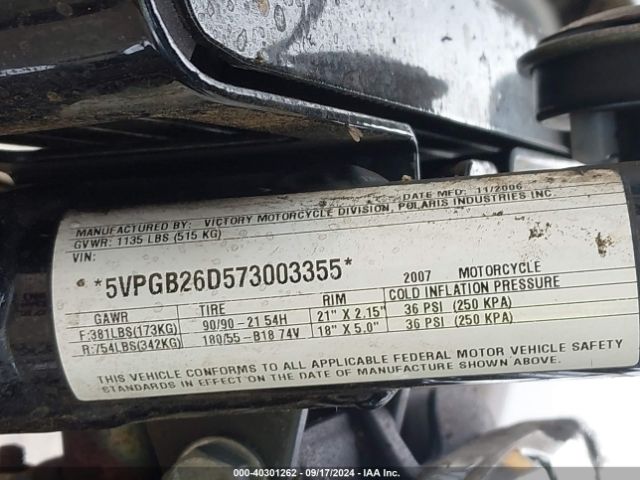 DATE MFD: 11/2006
MANUFACTURED BY: VICTORY MOTORCYCLE DIVISION, POLARIS INDUSTRIES INC.
GVWR: 1135 LBS (515 KG)
VIN:
*5VPGB26D573003355*
2007 MOTORCYCLE
GAWR TIRE RIM COLD INFLATION PRESSURE
F:381LBS(173KG) 90/90-21 54H 21" X 2.15" 36 PSI (250 KPA)
R:754LBS(342KG) 180/55-B18 74V 18" X 5.0" 36 PSI (250 KPA)
THIS VEHICLE CONFORMS TO ALL APPLICABLE FEDERAL MOTOR VEHICLE SAFETY
STANDARDS IN EFFECT ON THE DATE OF MANUFACTURE SHOWN ABOVE.
000-40301262 - 09/17/2024 - IAA Inc.